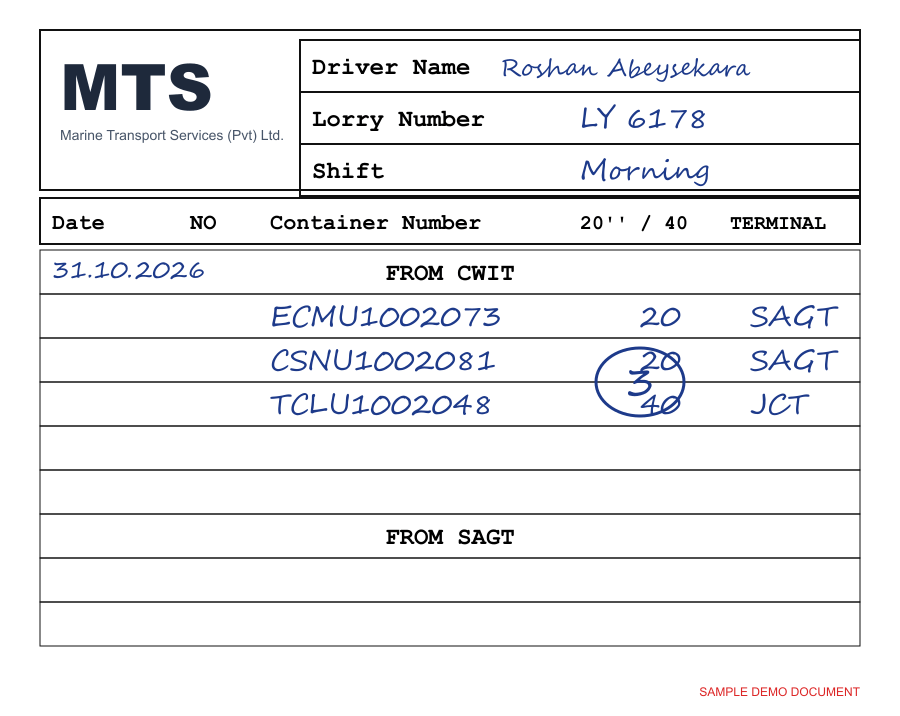 MTS
Marine Transport Services (Pvt) Ltd.
Driver Name Roshan Abeysekara
Lorry Number LY 6178
Shift Morning
Date NO Container Number 20'' / 40 TERMINAL
31.10.2026 FROM CWIT
ECMU1002073 20 SAGT
CSNU1002081 20 SAGT
3
TCLU1002048 40 JCT
FROM SAGT
SAMPLE DEMO DOCUMENT